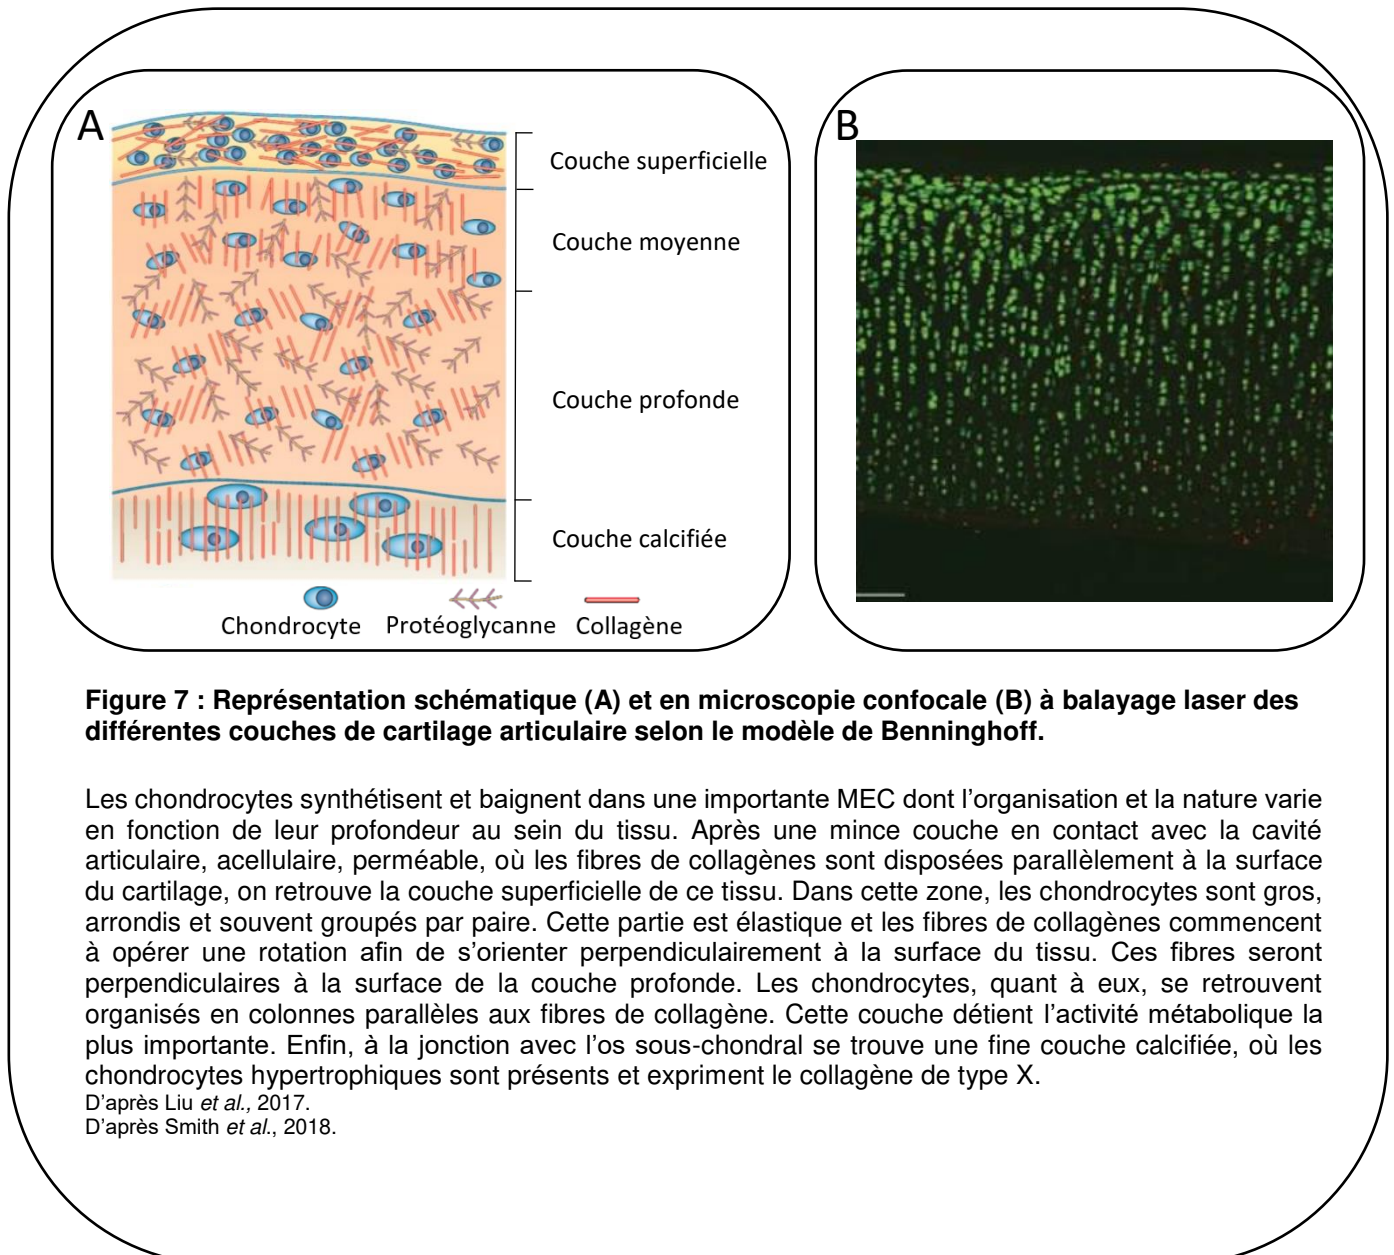 A
Couche superficielle
Couche moyenne
Couche profonde
Couche calcifiée
Chondrocyte Protéoglycanne Collagène
B
Figure 7 : Représentation schématique (A) et en microscopie confocale (B) à balayage laser des
différentes couches de cartilage articulaire selon le modèle de Benninghoff.
Les chondrocytes synthétisent et baignent dans une importante MEC dont l’organisation et la nature varie
en fonction de leur profondeur au sein du tissu. Après une mince couche en contact avec la cavité
articulaire, acellulaire, perméable, où les fibres de collagènes sont disposées parallèlement à la surface
du cartilage, on retrouve la couche superficielle de ce tissu. Dans cette zone, les chondrocytes sont gros,
arrondis et souvent groupés par paire. Cette partie est élastique et les fibres de collagènes commencent
à opérer une rotation afin de s’orienter perpendiculairement à la surface du tissu. Ces fibres seront
perpendiculaires à la surface de la couche profonde. Les chondrocytes, quant à eux, se retrouvent
organisés en colonnes parallèles aux fibres de collagène. Cette couche détient l’activité métabolique la
plus importante. Enfin, à la jonction avec l’os sous-chondral se trouve une fine couche calcifiée, où les
chondrocytes hypertrophiques sont présents et expriment le collagène de type X.
D’après Liu et al., 2017.
D’après Smith et al., 2018.